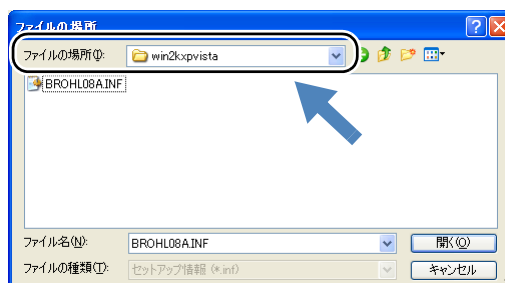 ファイルの場所
ファイルの場所(I):
win2kxpvista
BROHL08A.INF
ファイル名(N):
BROHL08A.INF
開く(O)
ファイルの種類(T):
セットアップ情報 (*.inf)
キャンセル